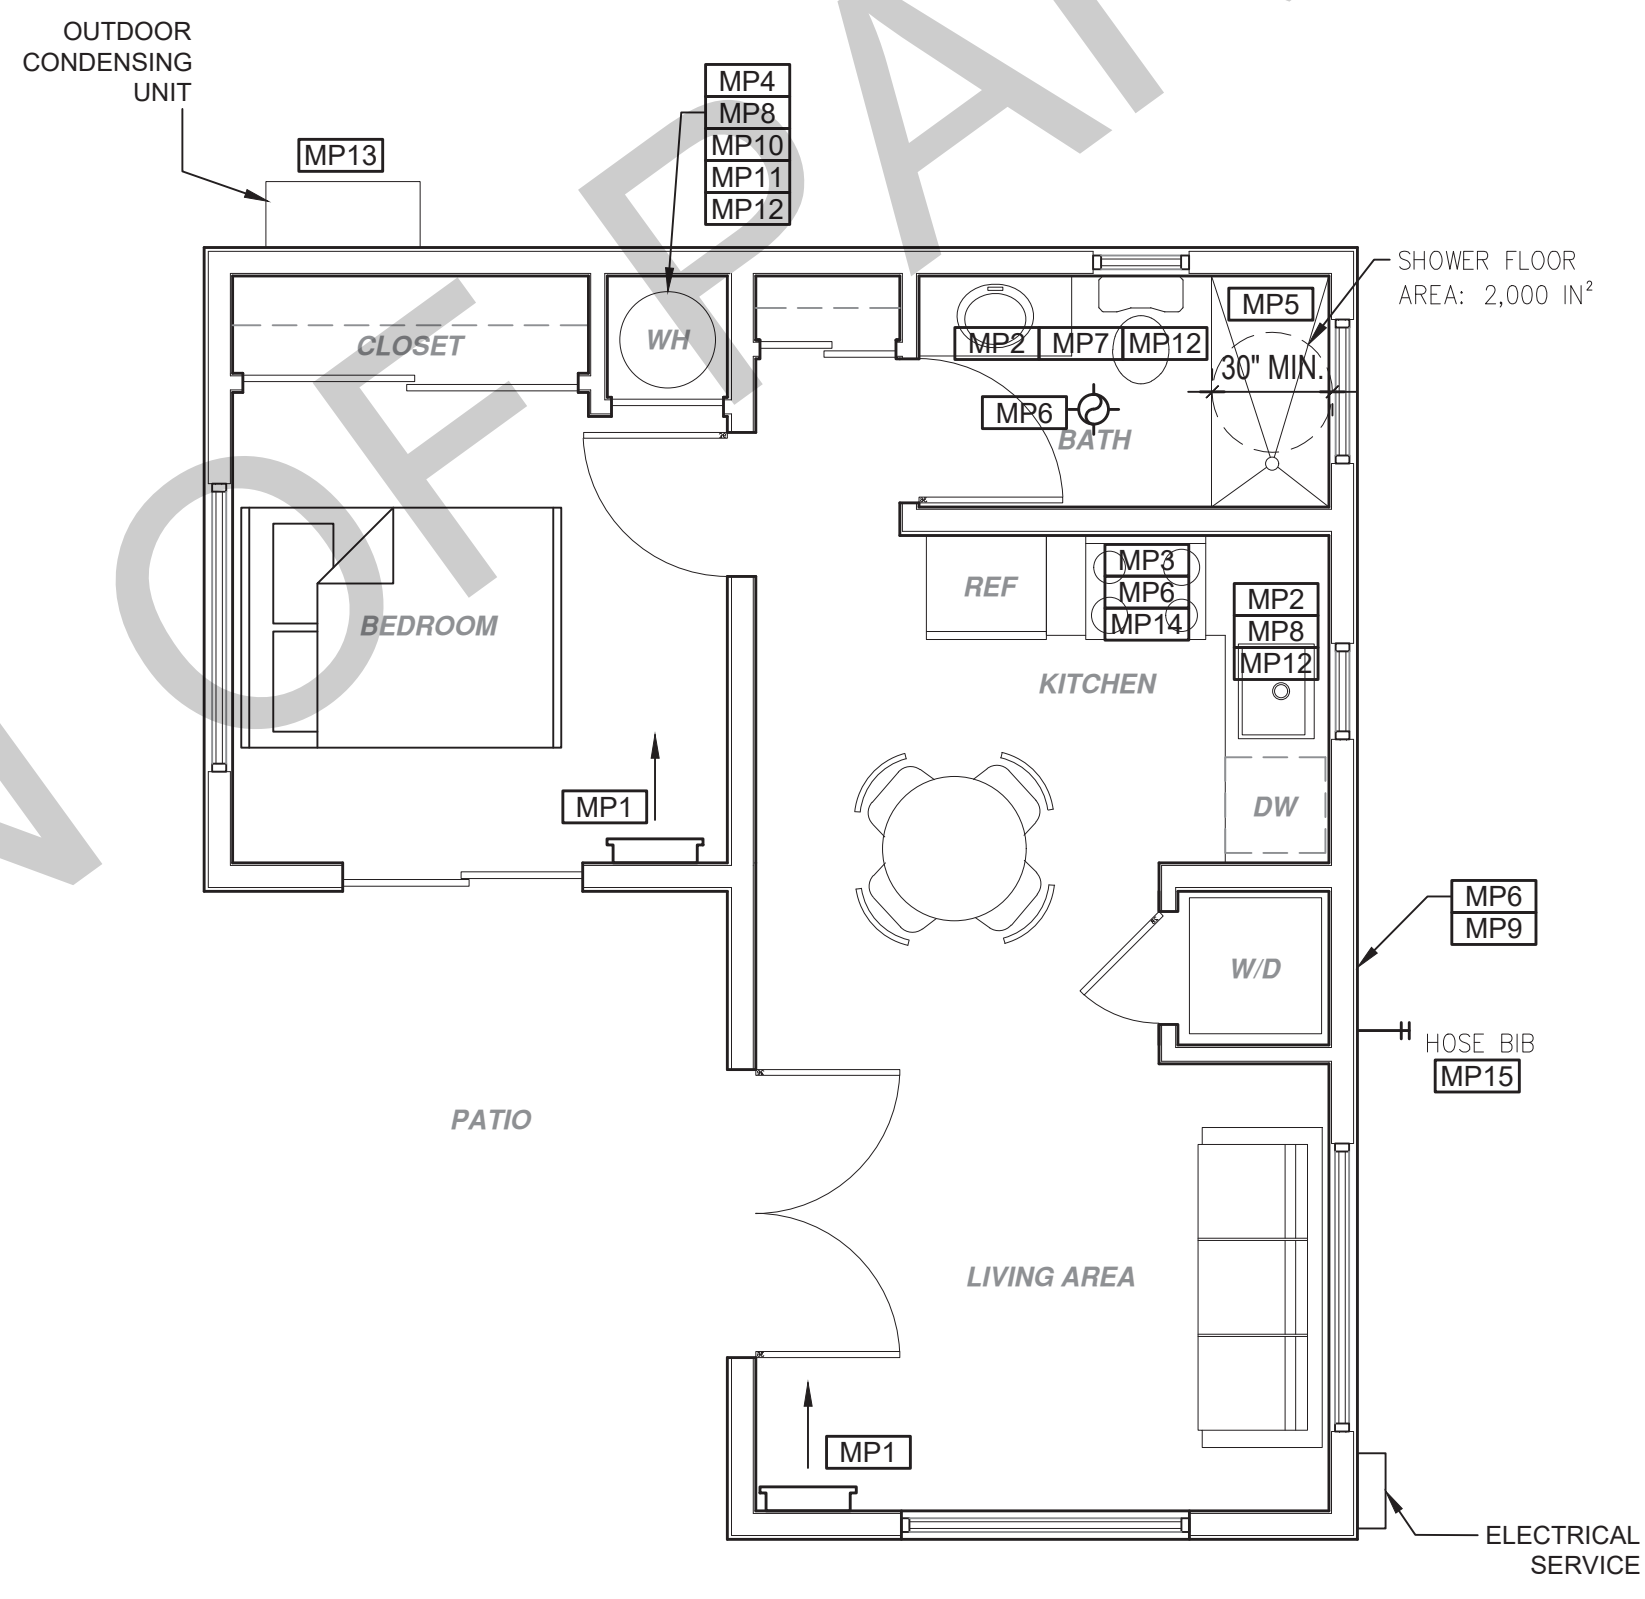 OUTDOOR
CONDENSING
UNIT
MP13
MP4
MP8
MP10
MP11
MP12
SHOWER FLOOR
AREA: 2,000 IN²
MP5
CLOSET
WH
MP2
MP7
MP12
30" MIN.
MP6
BATH
BEDROOM
REF
MP3
MP6
MP14
MP2
MP8
MP12
KITCHEN
MP1
DW
MP6
MP9
W/D
HOSE BIB
MP15
PATIO
LIVING AREA
MP1
ELECTRICAL
SERVICE
OF